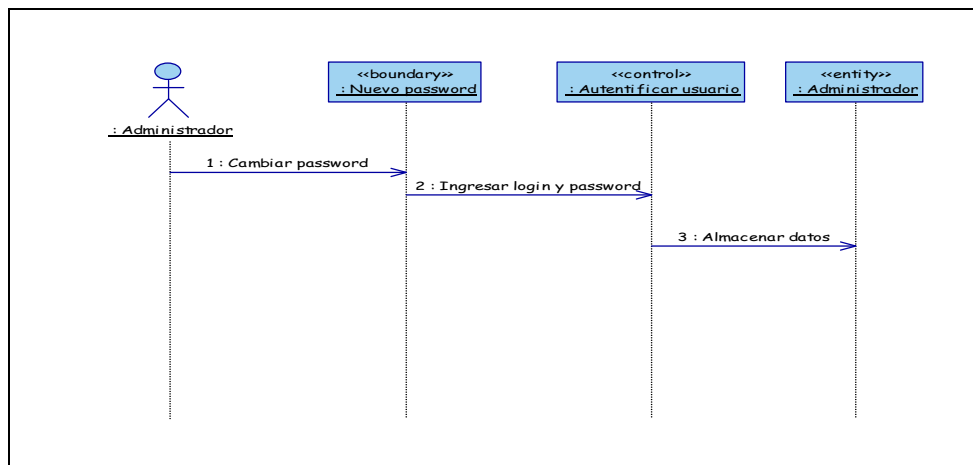 <<boundary>>
: Nuevo password
<<control>>
: Autentificar usuario
<<entity>>
: Administrador
: Administrador
1 : Cambiar password
2 : Ingresar login y password
3 : Almacenar datos